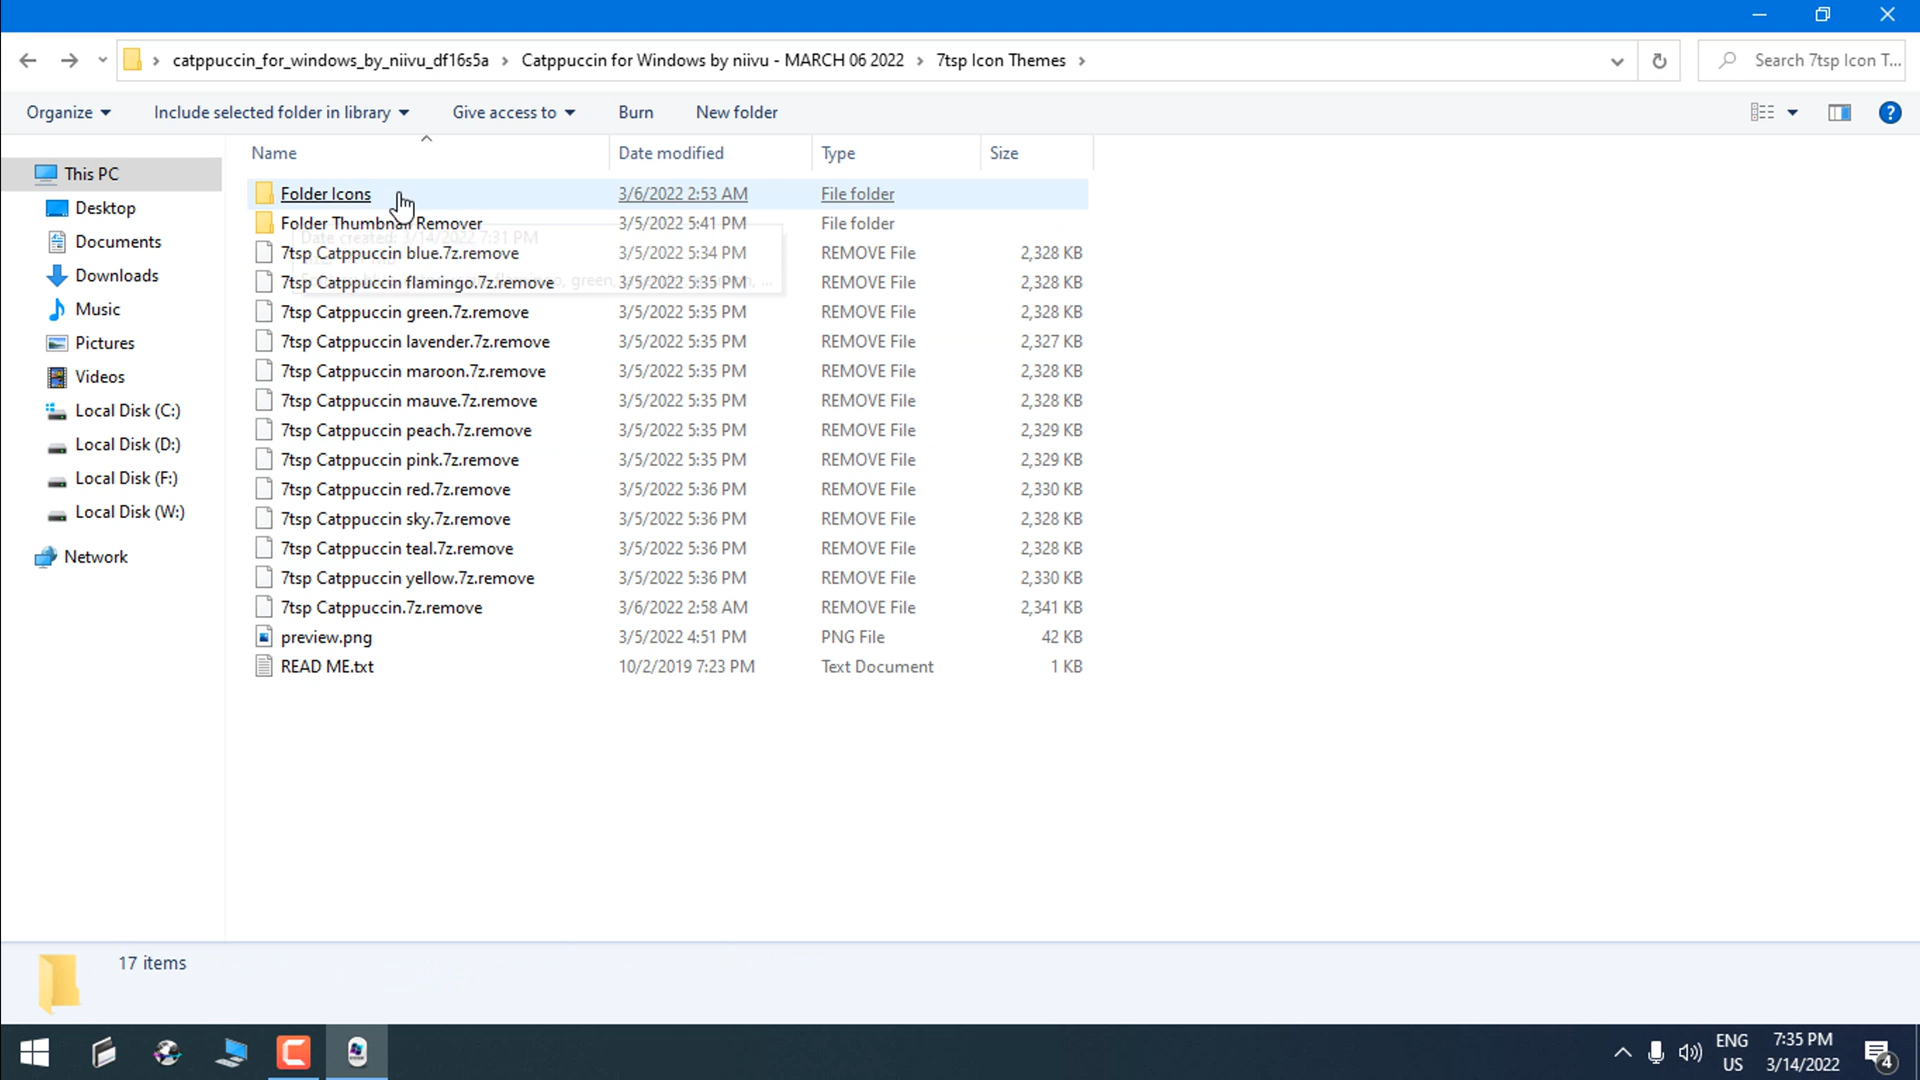 catppuccin_for_windows_by_niivu_df16s5a
Catppuccin for Windows by niivu - MARCH 06 2022
7tsp Icon Themes
Search 7tsp Icon T...
Organize
Include selected folder in library
Give access to
Burn
New folder
Name
Date modified
Type
Size
This PC
Desktop
Documents
Downloads
Music
Pictures
Videos
Local Disk (C:)
Local Disk (D:)
Local Disk (F:)
Local Disk (W:)
Network
Folder Icons 3/6/2022 2:53 AM File folder
Folder Thumbnail Remover 3/5/2022 5:41 PM File folder
Date created: 3/14/2022 7:31 PM
7tsp Catppuccin blue.7z.remove 3/5/2022 5:34 PM REMOVE File 2,328 KB
7tsp Catppuccin flamingo.7z.remove 3/5/2022 5:35 PM REMOVE File 2,328 KB
green, ...
7tsp Catppuccin green.7z.remove 3/5/2022 5:35 PM REMOVE File 2,328 KB
7tsp Catppuccin lavender.7z.remove 3/5/2022 5:35 PM REMOVE File 2,327 KB
7tsp Catppuccin maroon.7z.remove 3/5/2022 5:35 PM REMOVE File 2,328 KB
7tsp Catppuccin mauve.7z.remove 3/5/2022 5:35 PM REMOVE File 2,328 KB
7tsp Catppuccin peach.7z.remove 3/5/2022 5:35 PM REMOVE File 2,329 KB
7tsp Catppuccin pink.7z.remove 3/5/2022 5:35 PM REMOVE File 2,329 KB
7tsp Catppuccin red.7z.remove 3/5/2022 5:36 PM REMOVE File 2,330 KB
7tsp Catppuccin sky.7z.remove 3/5/2022 5:36 PM REMOVE File 2,328 KB
7tsp Catppuccin teal.7z.remove 3/5/2022 5:36 PM REMOVE File 2,328 KB
7tsp Catppuccin yellow.7z.remove 3/5/2022 5:36 PM REMOVE File 2,330 KB
7tsp Catppuccin.7z.remove 3/6/2022 2:58 AM REMOVE File 2,341 KB
preview.png 3/5/2022 4:51 PM PNG File 42 KB
READ ME.txt 10/2/2019 7:23 PM Text Document 1 KB
17 items
ENG
US
7:35 PM
3/14/2022
4